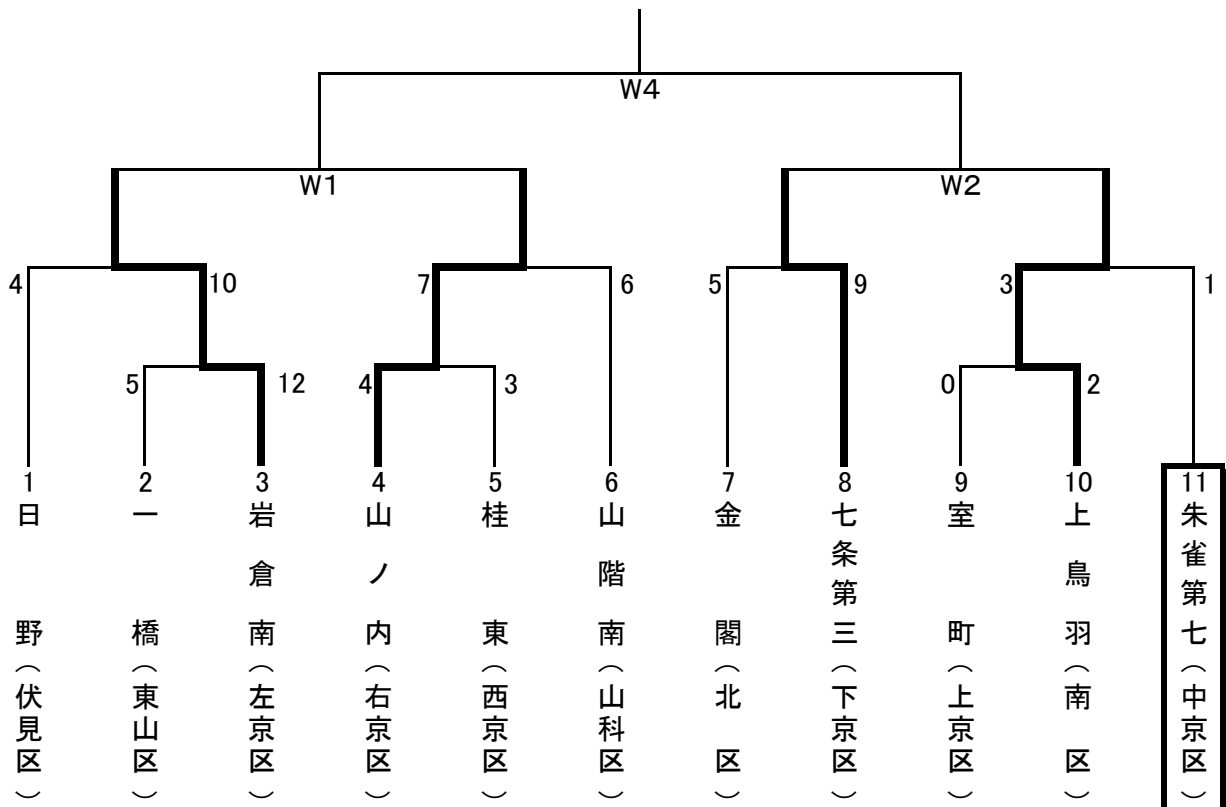 W4
W1
W2
4
10
7
6
5
9
3
1
5
12
4
3
0
2
1
2
3
4
5
6
7
8
9
10
11
日野(伏見区)
一橋(東山区)
岩倉南(左京区)
山ノ内(右京区)
桂東(西京区)
山階南(山科区)
金閣(北区)
七条第三(下京区)
室町(上京区)
上鳥羽(南区)
朱雀第七(中京区)